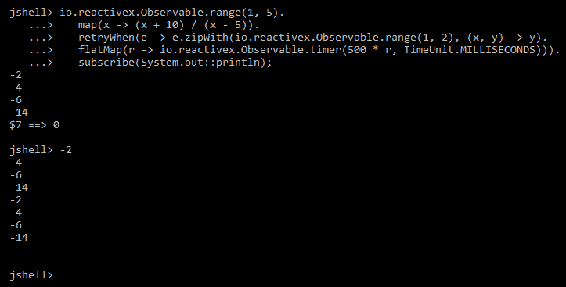 jshell> io.reactivex.Observable.range(1, 5).
...> map(x -> (x + 10) / (x - 5)).
...> retryWhen(e -> e.zipWith(io.reactivex.Observable.range(1, 2), (x, y) -> y).
...> flatMap(r -> io.reactivex.Observable.timer(500 * r, TimeUnit.MILLISECONDS))).
...> subscribe(System.out::println);
-2
-4
-6
-14
$7 ==> 0
jshell> -2
-4
-6
-14
-2
-4
-6
-14
jshell>